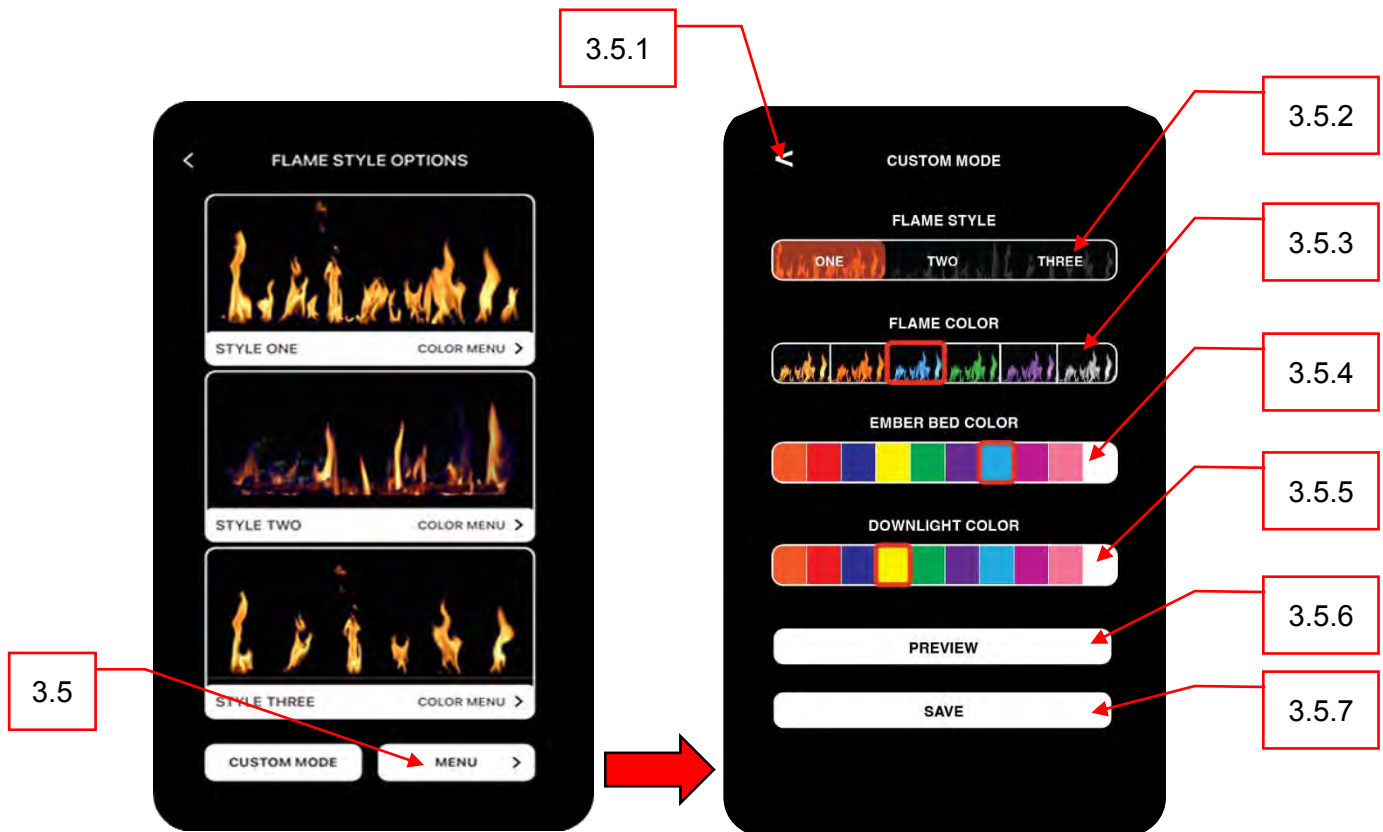 3.5.1
3.5.2
3.5.3
3.5.4
3.5.5
3.5.6
3.5.7
3.5
< FLAME STYLE OPTIONS
STYLE ONE COLOR MENU >
STYLE TWO COLOR MENU >
STYLE THREE COLOR MENU >
CUSTOM MODE MENU >
< CUSTOM MODE
FLAME STYLE
ONE TWO THREE
FLAME COLOR
EMBER BED COLOR
DOWNLIGHT COLOR
PREVIEW
SAVE